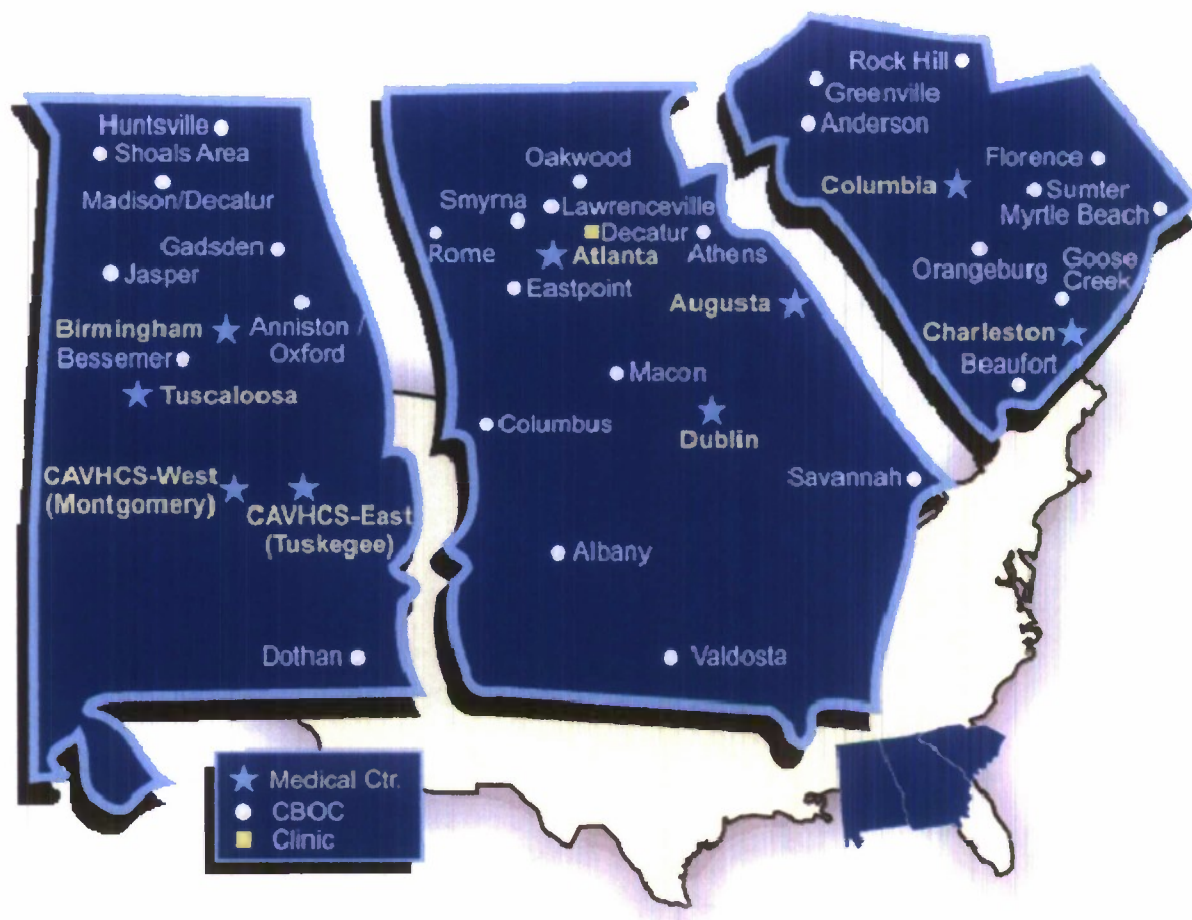 Huntsville
Shoals Area
Madison/Decatur
Gadsden
Jasper
Birmingham
Anniston /
Oxford
Bessemer
Tuscaloosa
CAVHCS-West
(Montgomery)
CAVHCS-East
(Tuskegee)
Dothan
Oakwood
Smyrna
Lawrenceville
Decatur
Rome
Atlanta
Athens
Eastpoint
Augusta
Macon
Columbus
Dublin
Savannah
Albany
Valdosta
Rock Hill
Greenville
Anderson
Florence
Columbia
Sumter
Myrtle Beach
Orangeburg
Goose
Creek
Charleston
Beaufort
Medical Ctr.
CBOC
Clinic